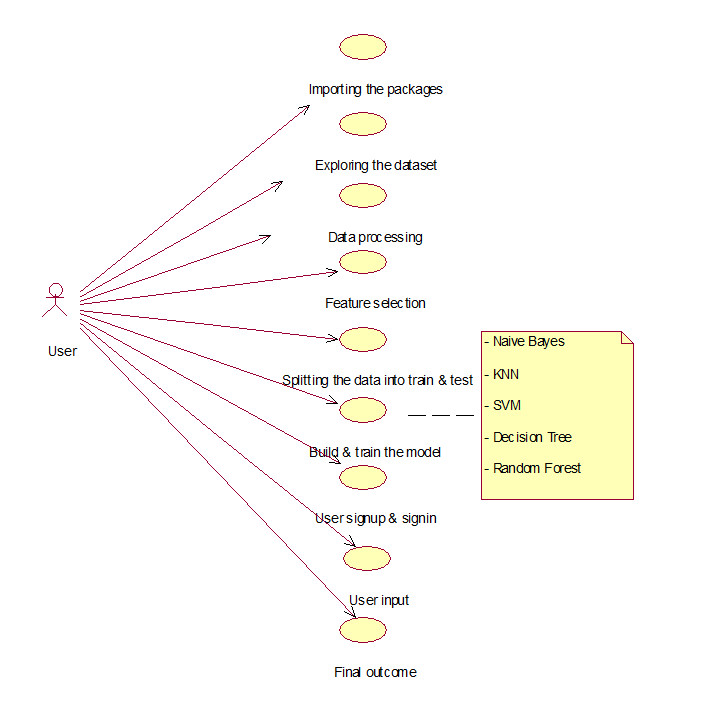 Importing the packages
Exploring the dataset
Data processing
Feature selection
User
Splitting the data into train & test
Build & train the model
User signup & signin
User input
Final outcome
- Naive Bayes
- KNN
- SVM
- Decision Tree
- Random Forest